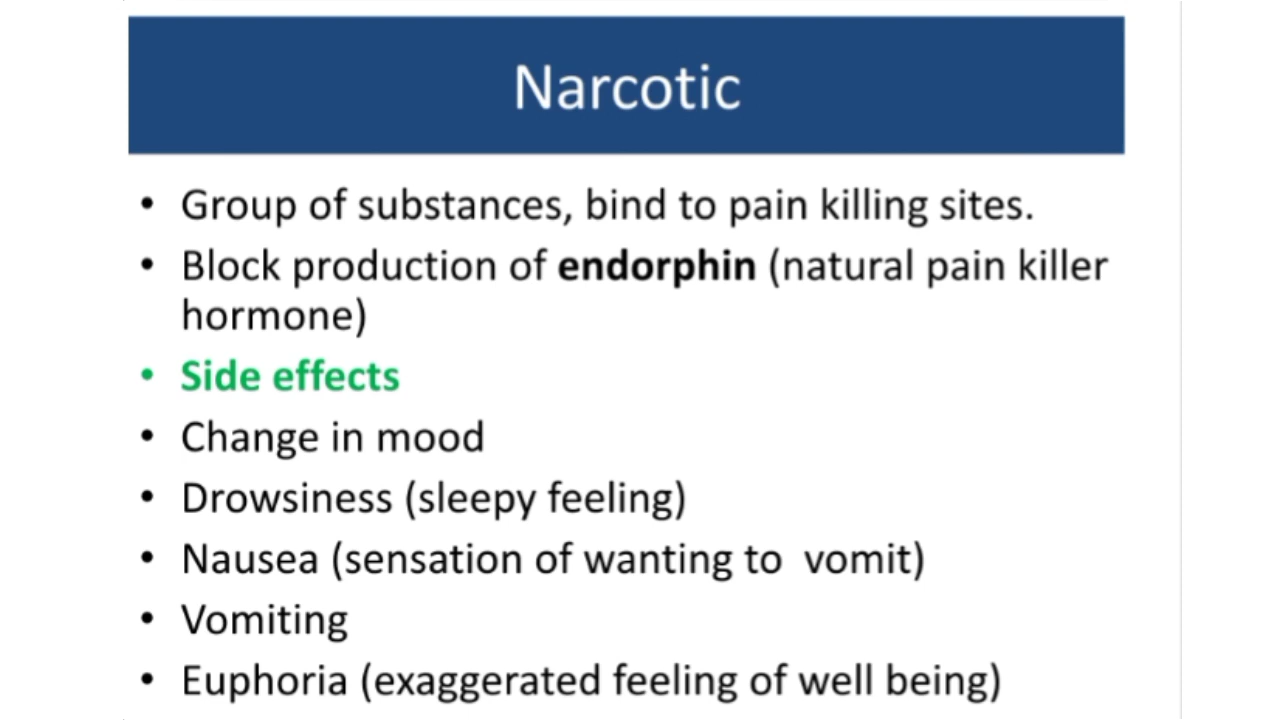 Narcotic
• Group of substances, bind to pain killing sites.
• Block production of endorphin (natural pain killer
hormone)
• Side effects
• Change in mood
• Drowsiness (sleepy feeling)
• Nausea (sensation of wanting to  vomit)
• Vomiting
• Euphoria (exaggerated feeling of well being)